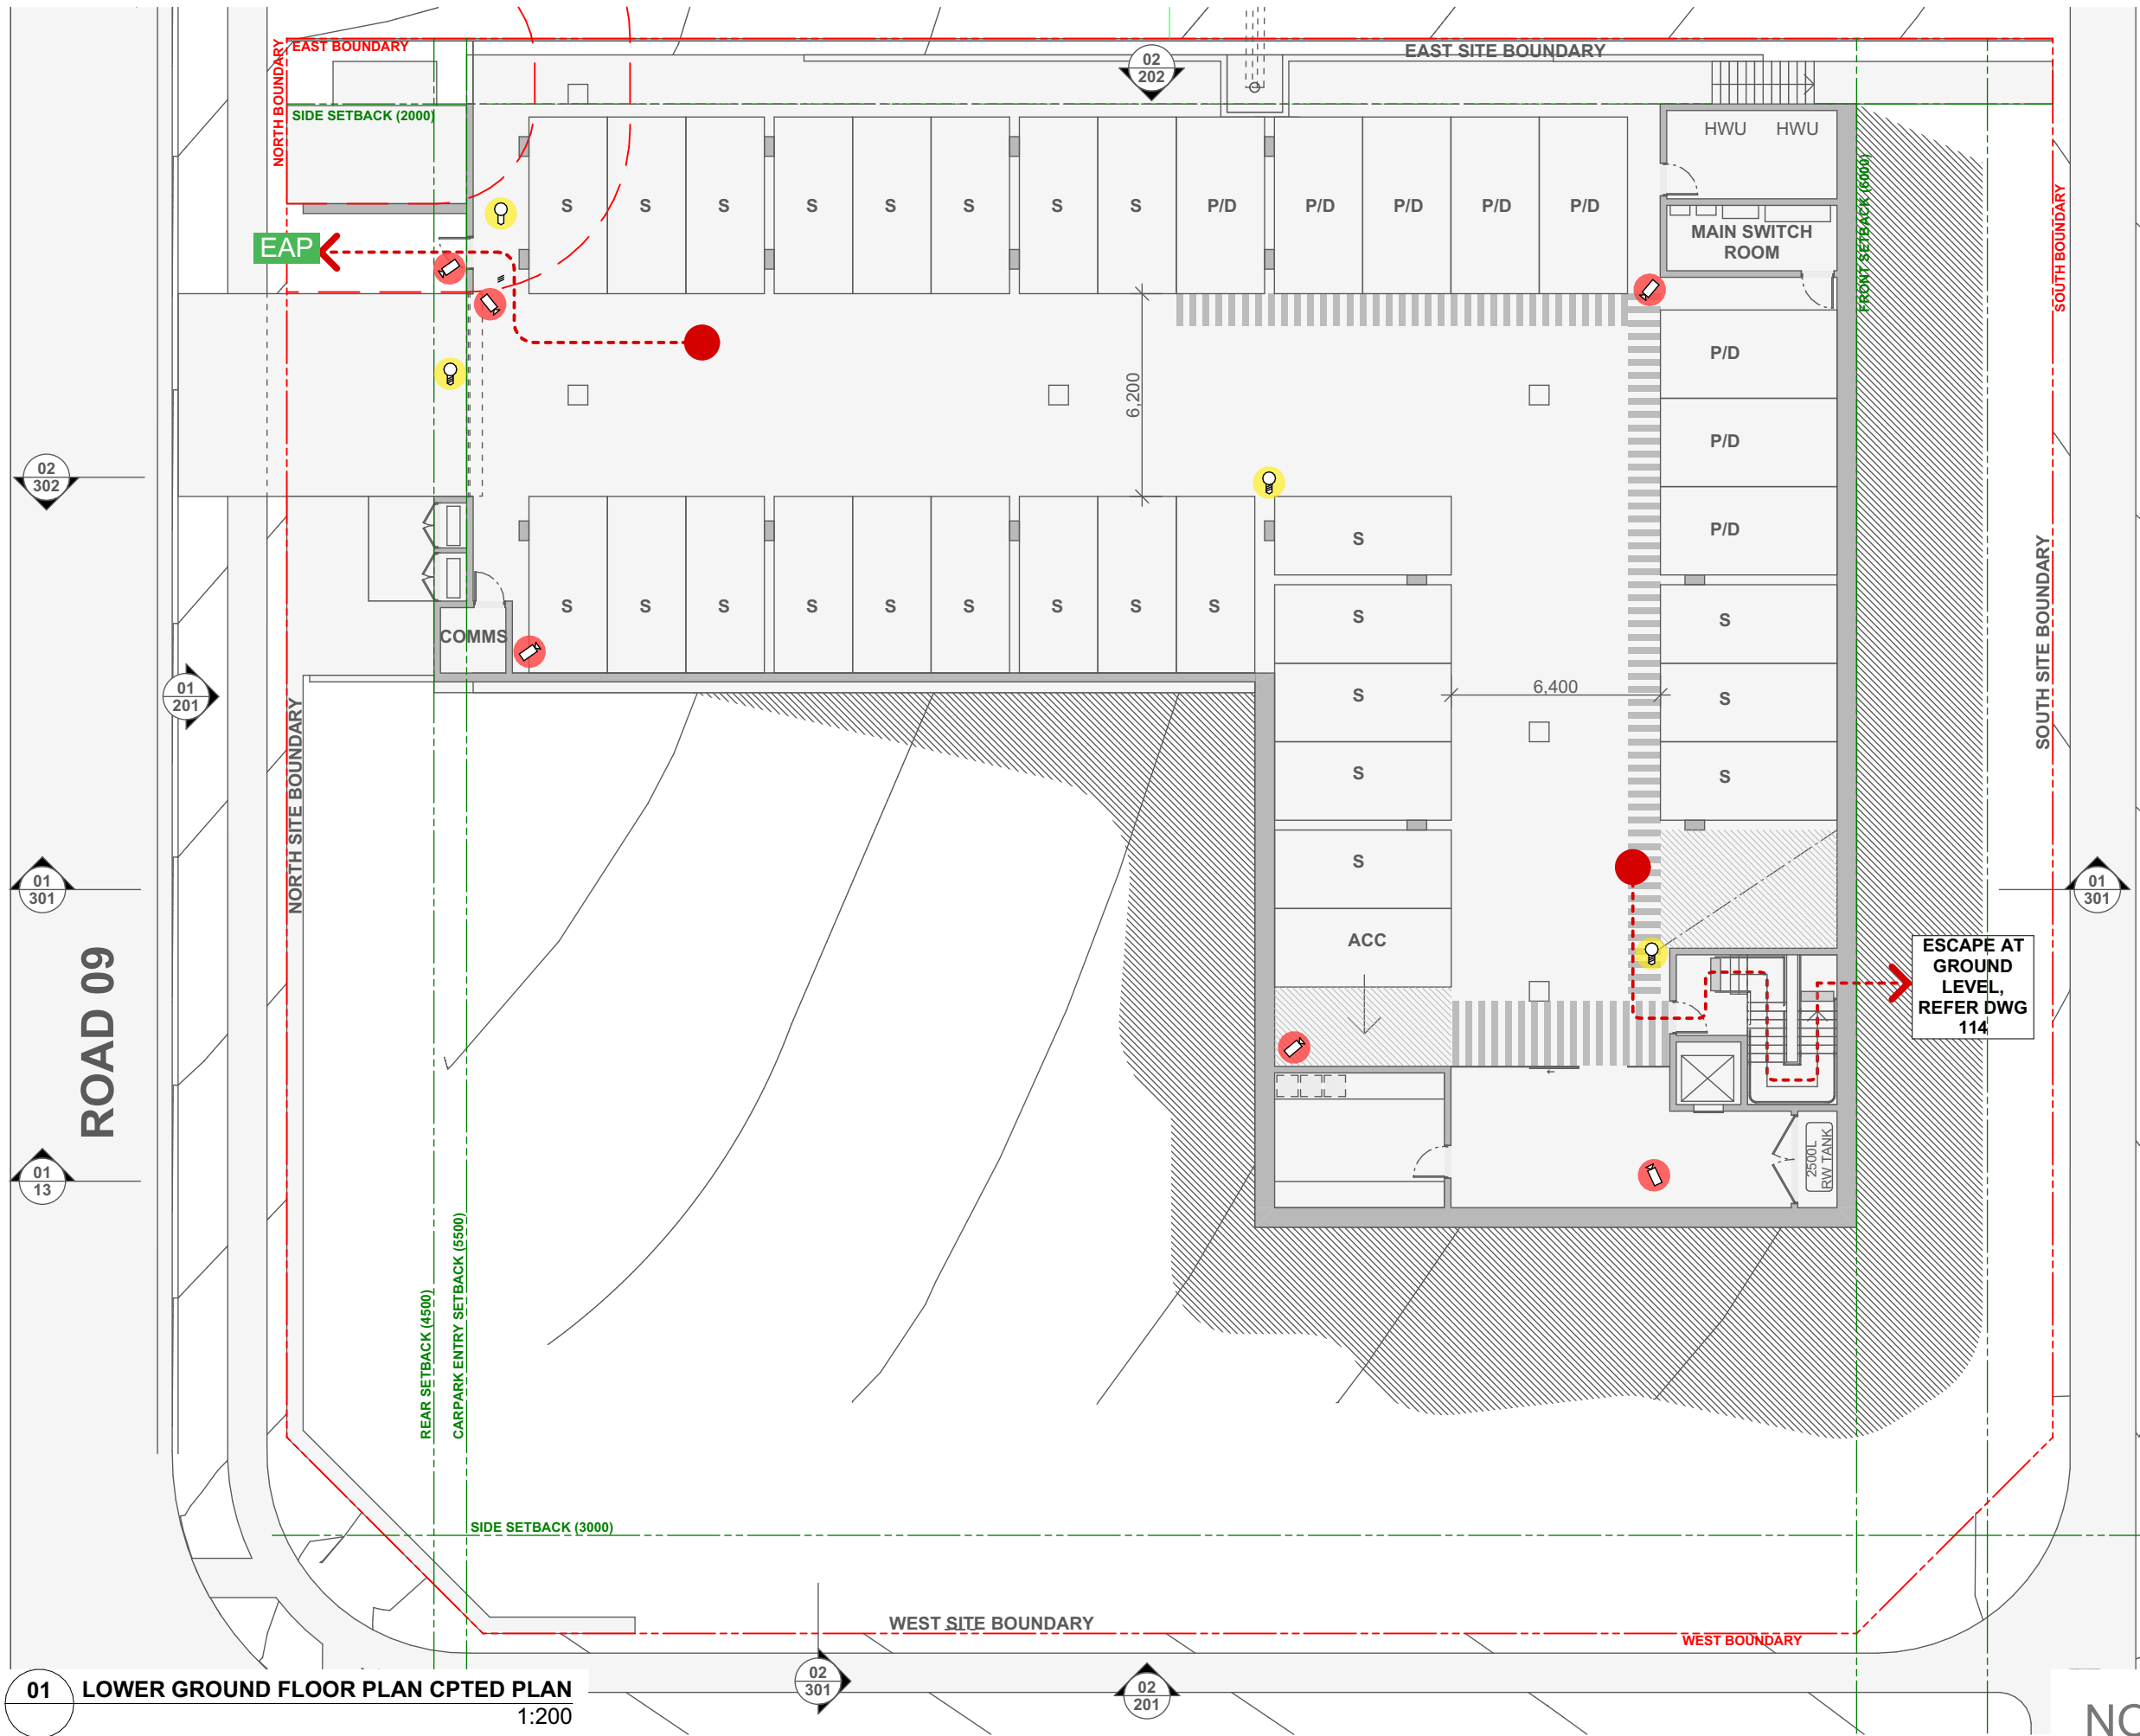 EAST BOUNDARY
EAST SITE BOUNDARY
02
202
NORTH BOUNDARY
SIDE SETBACK (2000)
HWU HWU
S S S S S S S S P/D P/D P/D P/D P/D
MAIN SWITCH
ROOM
FRONT SETBACK (6000)
SOUTH BOUNDARY
EAP
P/D
6,200
P/D
02
302
P/D
S
S S S S S S S S S
S
S
COMMS
SOUTH SITE BOUNDARY
01
201
S
6,400
S
NORTH SITE BOUNDARY
S
S
S
01
301
01
301
ACC
ROAD 09
ESCAPE AT
GROUND
LEVEL,
REFER DWG
114
01
13
2500L
RW TANK
REAR SETBACK (4500)
CARPARK ENTRY SETBACK (5500)
SIDE SETBACK (3000)
WEST SITE BOUNDARY
WEST BOUNDARY
02
301
02
201
01 LOWER GROUND FLOOR PLAN CPTED PLAN
1:200
NO